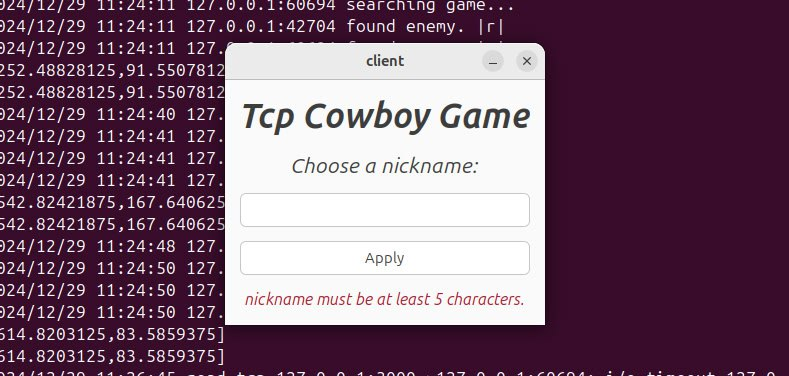 024/12/29 11:24:11 127.0.0.1:60694 searching game...
024/12/29 11:24:11 127.0.0.1:42704 found enemy. |r|
024/12/29 11:24:11 127.
252.48828125,91.5507812
252.48828125,91.5507812
024/12/29 11:24:40 127.
024/12/29 11:24:41 127.
024/12/29 11:24:41 127.
024/12/29 11:24:41 127.
542.82421875,167.640625
542.82421875,167.640625
024/12/29 11:24:48 127.
024/12/29 11:24:50 127.
024/12/29 11:24:50 127.
024/12/29 11:24:50 127.
614.8203125,83.5859375]
614.8203125,83.5859375]
client
Tcp Cowboy Game
Choose a nickname:
Apply
nickname must be at least 5 characters.